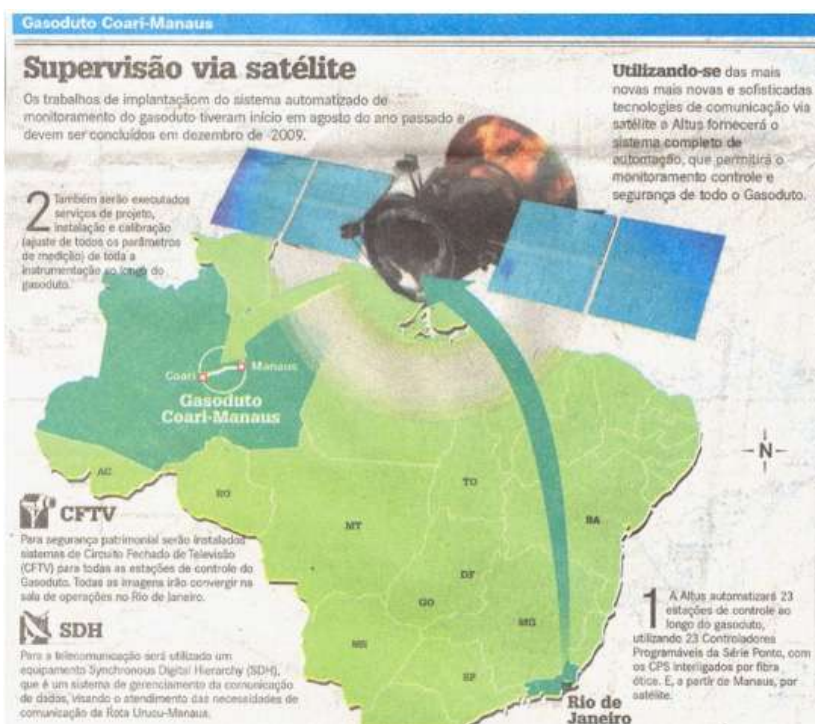 Gasoduto Coari-Manaus
Supervisão via satélite
Os trabalhos de implantaçãom do sistema automatizado de
monitoramento do gasoduto tiveram início em agosto do ano passado e
devem ser concluídos em dezembro de 2009.
Utilizando-se das mais
novas mais novas e sofisticadas
tecnologias de comunicação via
satélite a Altus fornecerá o
sistema completo de
automação, que permitirá o
monitoramento controle e
segurança de todo o Gasoduto.
2 Também serão executados
serviços de projeto,
instalação e calibração
(ajuste de todos os parâmetros
de medição) de toda a
instrumentação ao longo do
gasoduto.
Coari
Manaus
Gasoduto
Coari-Manaus
N
AC
RO
TO
BA
MT
DF
GO
MG
MS
SP
CFTV
Para segurança patrimonial serão instalados
sistemas de Circuito Fechado de Televisão
(CFTV) para todas as estações de controle do
Gasoduto. Todas as imagens irão convergir na
sala de operações no Rio de Janeiro.
SDH
Para a telecomunicação será utilizado um
equipamento Synchronous Digital Hierarchy (SDH),
que é um sistema de gerenciamento da comunicação
de dados, visando o atendimento das necessidades de
comunicação da Rota Urucu-Manaus.
1 A Altus automatizará 23
estações de controle ao
longo do gasoduto,
utilizando 23 Controladores
Programáveis da Série Ponto, com
os CPS interligados por fibra
ótica. E, a partir de Manaus, por
satélite.
Rio de
Janeiro